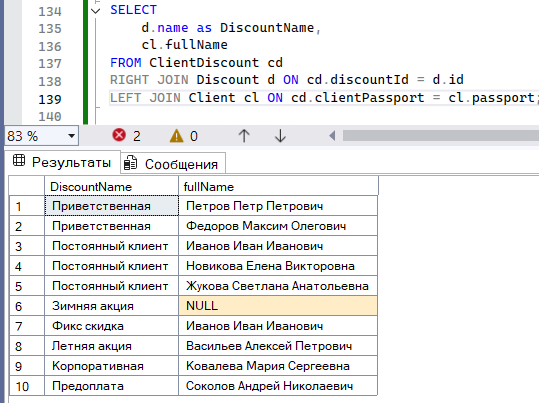 134 SELECT
135 d.name as DiscountName,
136 cl.fullName
137 FROM ClientDiscount cd
138 RIGHT JOIN Discount d ON cd.discountId = d.id
139 LEFT JOIN Client cl ON cd.clientPassport = cl.passport;
140
83 % 2 0
Результаты Сообщения
DiscountName fullName
1 Приветственная Петров Петр Петрович
2 Приветственная Федоров Максим Олегович
3 Постоянный клиент Иванов Иван Иванович
4 Постоянный клиент Новикова Елена Викторовна
5 Постоянный клиент Жукова Светлана Анатольевна
6 Зимняя акция NULL
7 Фикс скидка Иванов Иван Иванович
8 Летняя акция Васильев Алексей Петрович
9 Корпоративная Ковалева Мария Сергеевна
10 Предоплата Соколов Андрей Николаевич